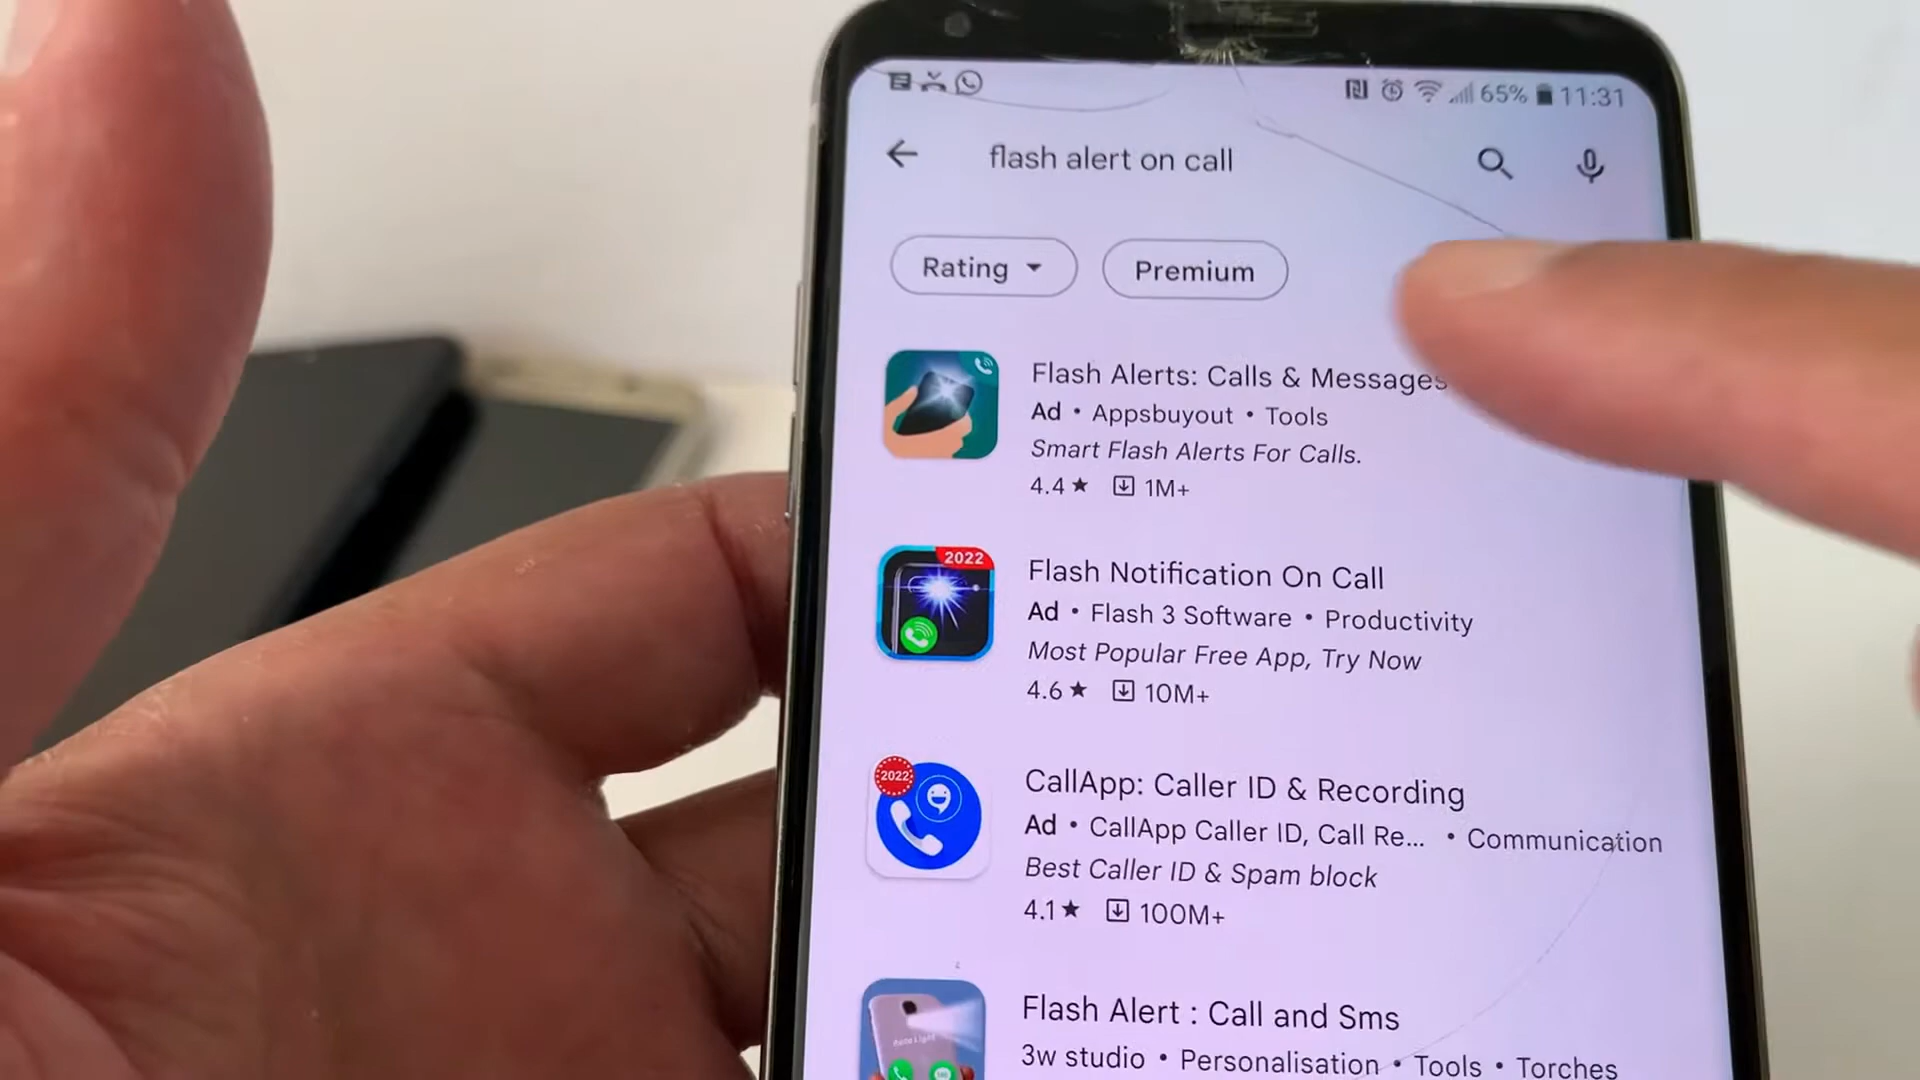 65% 11:31
flash alert on call
Rating Premium
Flash Alerts: Calls & Messages
Ad • Appsbuyout • Tools
Smart Flash Alerts For Calls.
4.4★ 1M+
2022
Flash Notification On Call
Ad • Flash 3 Software • Productivity
Most Popular Free App, Try Now
4.6★ 10M+
2022
CallApp: Caller ID & Recording
Ad • CallApp Caller ID, Call Re... • Communication
Best Caller ID & Spam block
4.1★ 100M+
Flash Alert : Call and Sms
3w studio • Personalisation • Tools • Torches